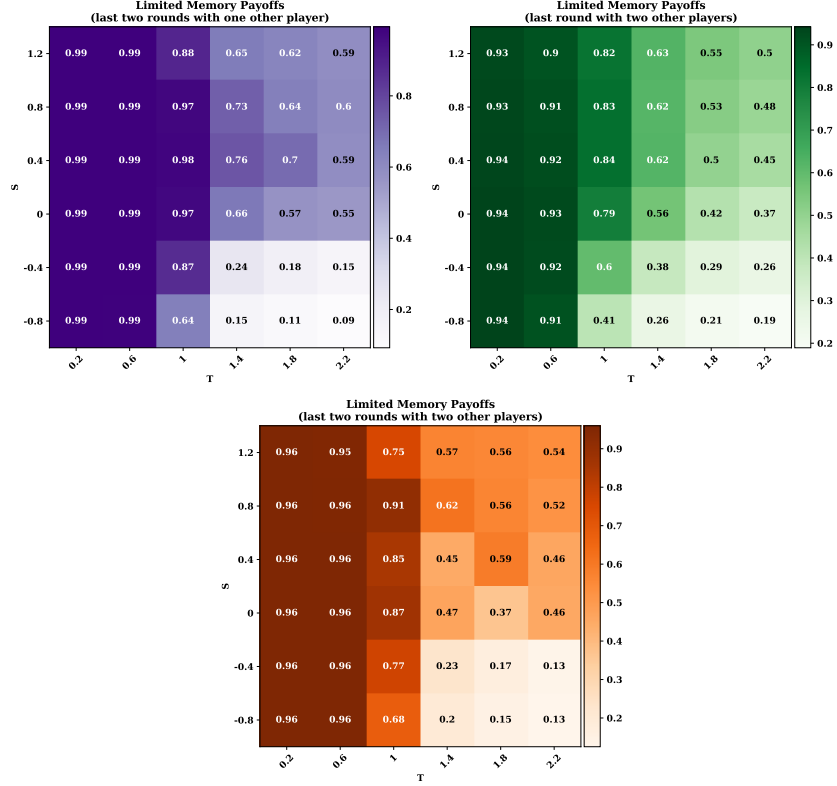 Limited Memory Payoffs
(last two rounds with one other player)
1.2 0.99 0.99 0.88 0.65 0.62 0.59
0.8 0.99 0.99 0.97 0.73 0.64 0.6
0.4 0.99 0.99 0.98 0.76 0.7 0.59
0 0.99 0.99 0.97 0.66 0.57 0.55
-0.4 0.99 0.99 0.87 0.24 0.18 0.15
-0.8 0.99 0.99 0.64 0.15 0.11 0.09
0.2 0.6 1 1.4 1.8 2.2
S
T
0.8
0.6
0.4
0.2
Limited Memory Payoffs
(last round with two other players)
1.2 0.93 0.9 0.82 0.63 0.55 0.5
0.8 0.93 0.91 0.83 0.62 0.53 0.48
0.4 0.94 0.92 0.84 0.62 0.5 0.45
0 0.94 0.93 0.79 0.56 0.42 0.37
-0.4 0.94 0.92 0.6 0.38 0.29 0.26
-0.8 0.94 0.91 0.41 0.26 0.21 0.19
0.2 0.6 1 1.4 1.8 2.2
S
T
0.9
0.8
0.7
0.6
0.5
0.4
0.3
0.2
Limited Memory Payoffs
(last two rounds with two other players)
1.2 0.96 0.95 0.75 0.57 0.56 0.54
0.8 0.96 0.96 0.91 0.62 0.56 0.52
0.4 0.96 0.96 0.85 0.45 0.59 0.46
0 0.96 0.96 0.87 0.47 0.37 0.46
-0.4 0.96 0.96 0.77 0.23 0.17 0.13
-0.8 0.96 0.96 0.68 0.2 0.15 0.13
0.2 0.6 1 1.4 1.8 2.2
S
T
0.9
0.8
0.7
0.6
0.5
0.4
0.3
0.2